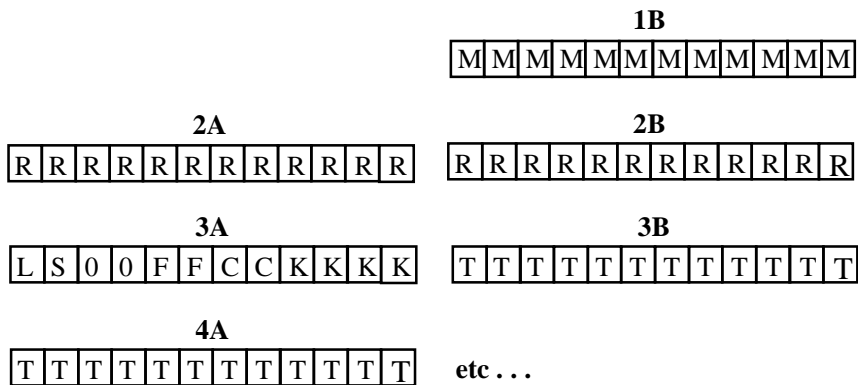 1B
M M M M M M M M M M M M
2A 2B
R R R R R R R R R R R R R R R R R R R R R R R R
3A 3B
L S 0 0 F F C C K K K K T T T T T T T T T T T T
4A
T T T T T T T T T T T T etc . . .